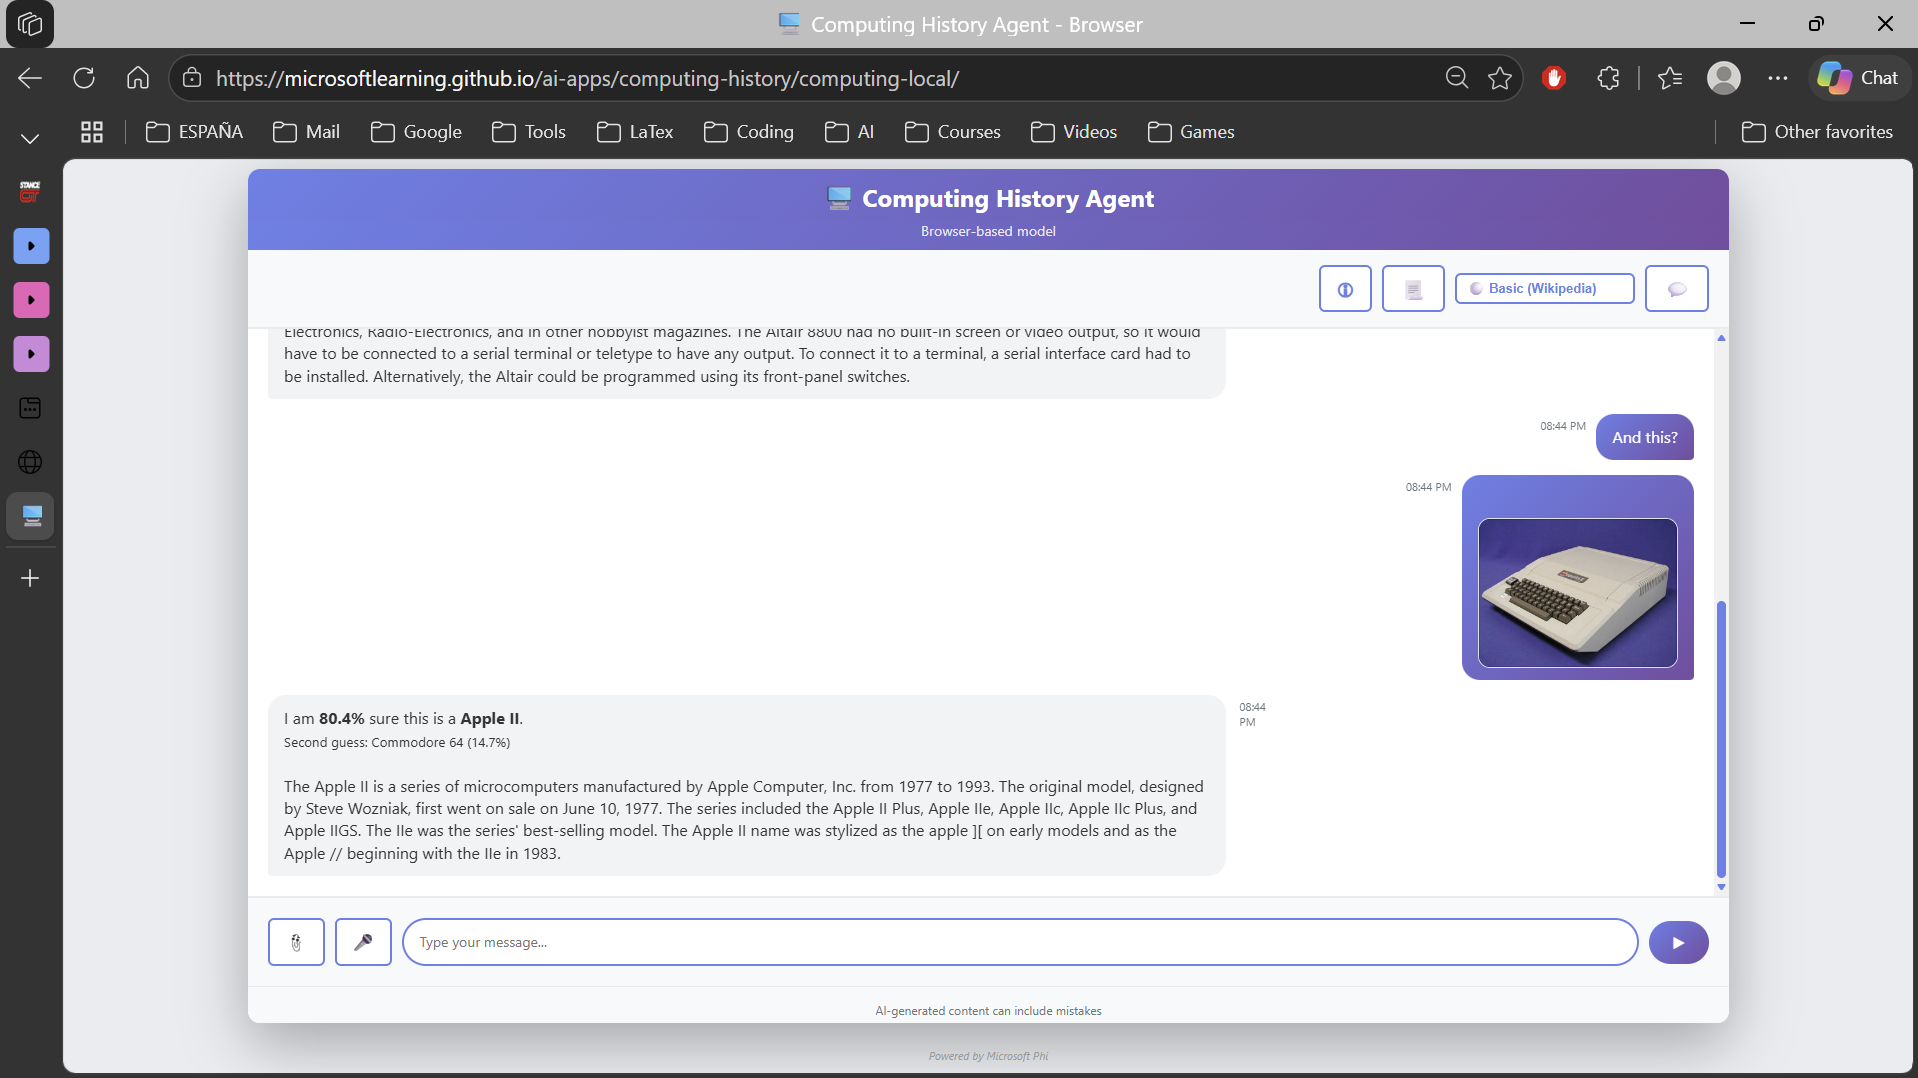 Computing History Agent - Browser
https://microsoftlearning.github.io/ai-apps/computing-history/computing-local/
Chat
ESPAÑA
Mail
Google
Tools
LaTex
Coding
AI
Courses
Videos
Games
Other favorites
STANCE
Computing History Agent
Browser-based model
Basic (Wikipedia)
Electronics, Radio-Electronics, and in other hobbyist magazines. The Altair 8800 had no built-in screen or video output, so it would
have to be connected to a serial terminal or teletype to have any output. To connect it to a terminal, a serial interface card had to
be installed. Alternatively, the Altair could be programmed using its front-panel switches.
08:44 PM
And this?
08:44 PM
I am 80.4% sure this is a Apple II.
Second guess: Commodore 64 (14.7%)
08:44
PM
The Apple II is a series of microcomputers manufactured by Apple Computer, Inc. from 1977 to 1993. The original model, designed
by Steve Wozniak, first went on sale on June 10, 1977. The series included the Apple II Plus, Apple IIe, Apple IIc, Apple IIc Plus, and
Apple IIGS. The IIe was the series' best-selling model. The Apple II name was stylized as the apple ][ on early models and as the
Apple // beginning with the IIe in 1983.
Type your message...
AI-generated content can include mistakes
Powered by Microsoft Phi